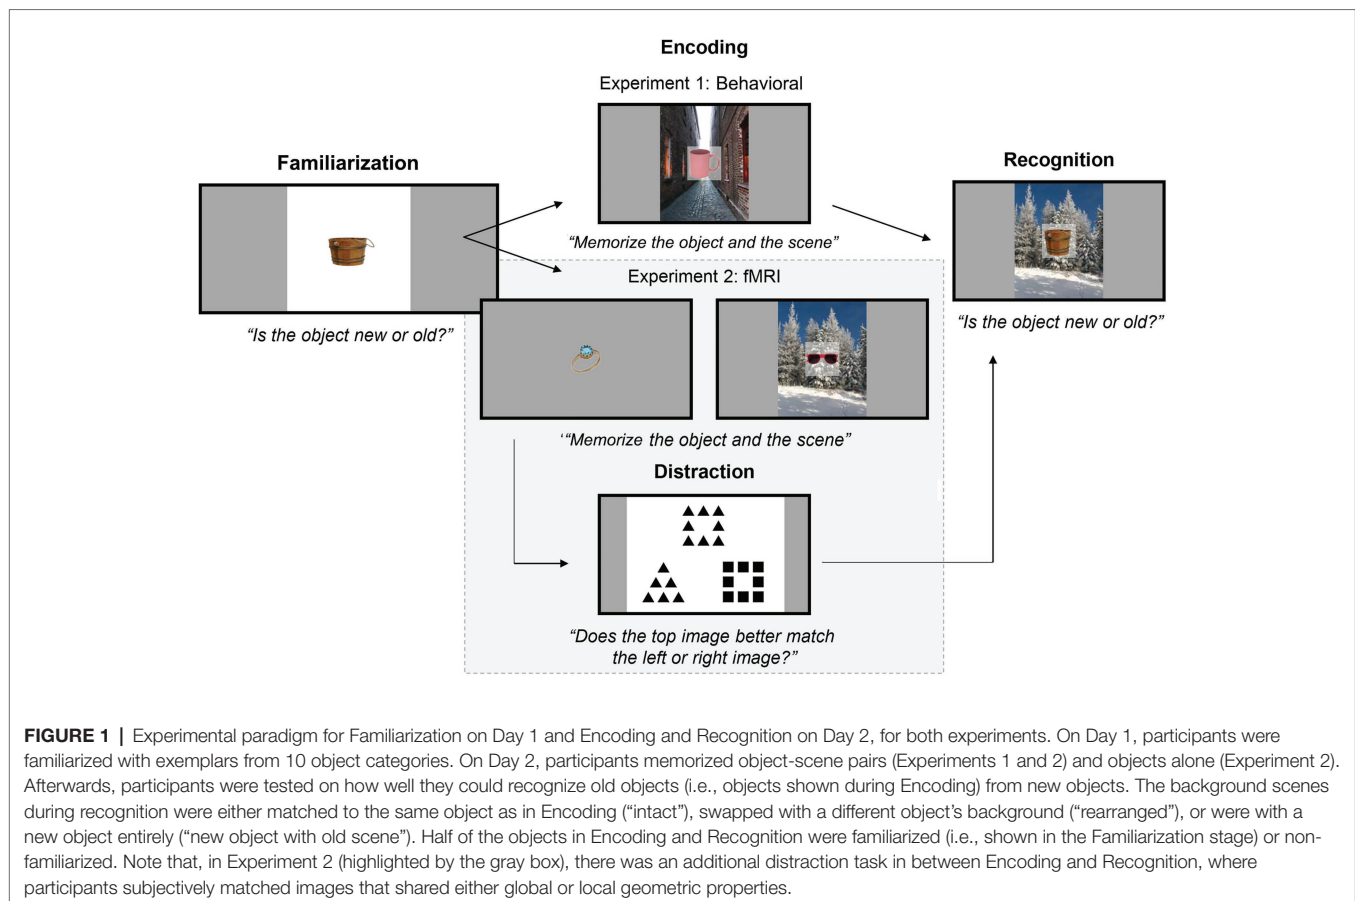 Encoding
Experiment 1: Behavioral
Familiarization
Recognition
“Memorize the object and the scene”
Experiment 2: fMRI
“Is the object new or old?”
“Is the object new or old?”
‘“Memorize the object and the scene”
Distraction
“Does the top image better match
the left or right image?”
FIGURE 1 | Experimental paradigm for Familiarization on Day 1 and Encoding and Recognition on Day 2, for both experiments. On Day 1, participants were
familiarized with exemplars from 10 object categories. On Day 2, participants memorized object-scene pairs (Experiments 1 and 2) and objects alone (Experiment 2).
Afterwards, participants were tested on how well they could recognize old objects (i.e., objects shown during Encoding) from new objects. The background scenes
during recognition were either matched to the same object as in Encoding (“intact”), swapped with a different object’s background (“rearranged”), or were with a
new object entirely (“new object with old scene”). Half of the objects in Encoding and Recognition were familiarized (i.e., shown in the Familiarization stage) or non-
familiarized. Note that, in Experiment 2 (highlighted by the gray box), there was an additional distraction task in between Encoding and Recognition, where
participants subjectively matched images that shared either global or local geometric properties.